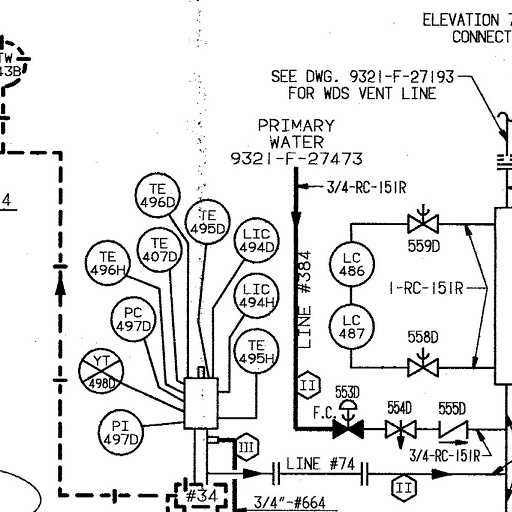 ELEVATION 7
CONNECT
TW
43B
SEE DWG. 9321-F-27193
FOR WDS VENT LINE
PRIMARY
WATER
9321-F-27473
3/4-RC-151R
4
TE
496D
TE
495D
TE
407D
LIC
494D
TE
496H
LIC
494H
PC
497D
TE
495H
YT
498D
PI
497D
LINE #384
559D
LC
486
1-RC-151R
LC
487
558D
II
553D
F.C.
554D
555D
3/4-RC-151R
III
LINE #74
II
#34
3/4"-#664